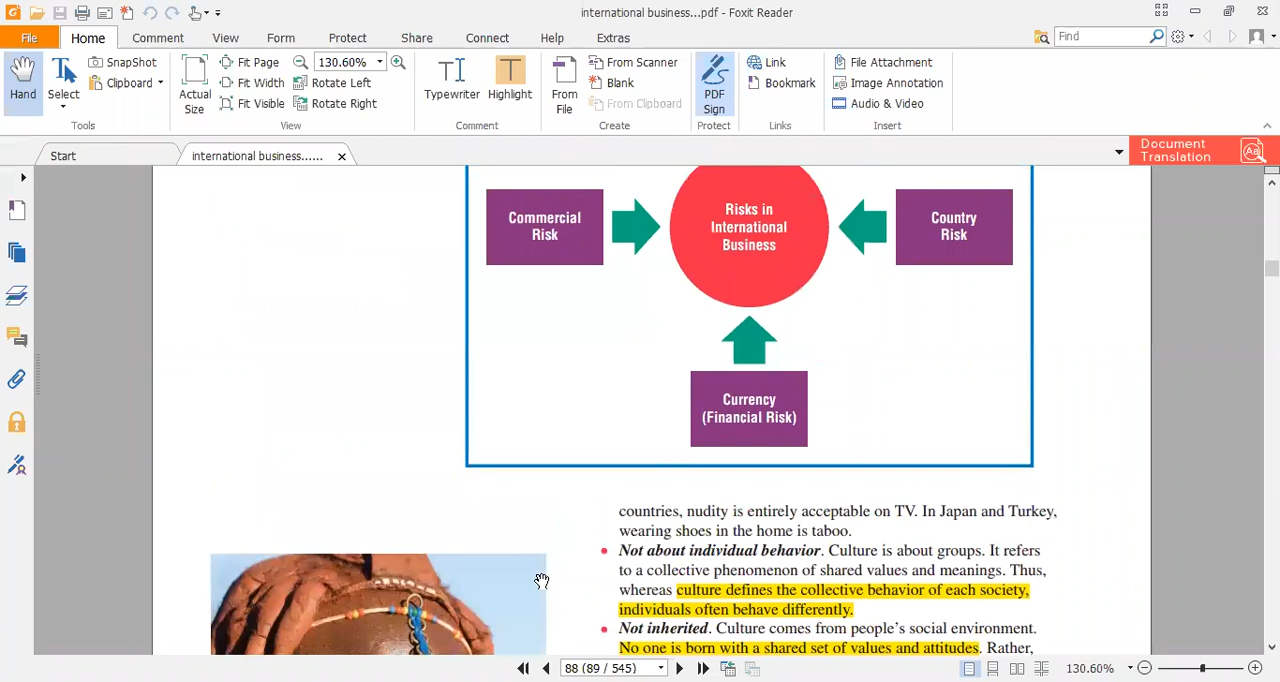 international business...pdf - Foxit Reader
File
Home
Comment
View
Form
Protect
Share
Connect
Help
Extras
Find
Hand
Select
SnapShot
Clipboard
Tools
Actual
Size
Fit Page
Fit Width
Fit Visible
130.60%
Rotate Left
Rotate Right
View
Typewriter
Highlight
Comment
From
File
From Scanner
Blank
From Clipboard
Create
PDF
Sign
Protect
Link
Bookmark
Links
File Attachment
Image Annotation
Audio & Video
Insert
Start
international business......
Document
Translation
Commercial
Risk
Risks in
International
Business
Country
Risk
Currency
(Financial Risk)
countries, nudity is entirely acceptable on TV. In Japan and Turkey,
wearing shoes in the home is taboo.
Not about individual behavior. Culture is about groups. It refers
to a collective phenomenon of shared values and meanings. Thus,
whereas culture defines the collective behavior of each society,
individuals often behave differently.
Not inherited. Culture comes from people's social environment.
No one is born with a shared set of values and attitudes. Rather,
88 (89 / 545)
130.60%